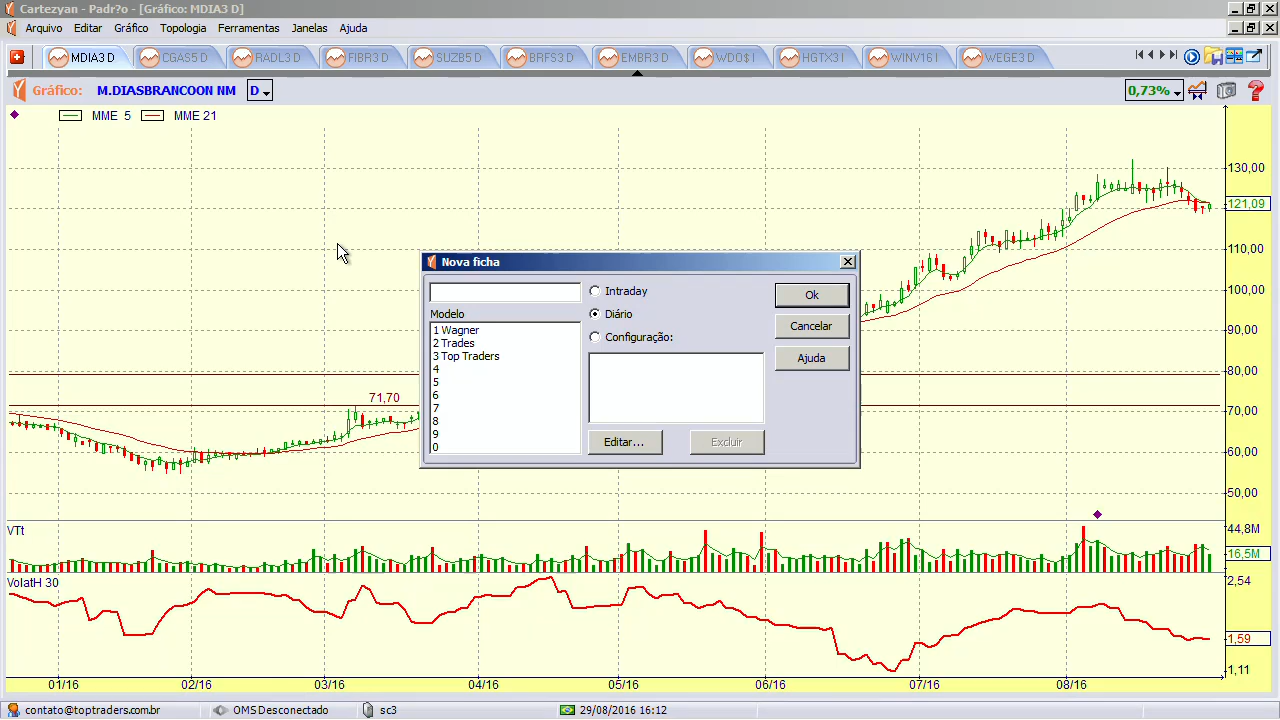 Cartezyan - Padr?o - [Gráfico: MDIA3 D]
Arquivo Editar Gráfico Topologia Ferramentas Janelas Ajuda
MDIA3 D CGAS5 D RADL3 D FIBR3 D SUZB5 D BRFS3 D EMBR3 D WDO$ I HGTX3 I WINV16 I WEGE3 D
Gráfico: M.DIASBRANCOON NM D 0,73%
MME 5 MME 21
130,00
121,09
110,00
100,00
90,00
80,00
70,00
60,00
50,00
71,70
Nova ficha
Intraday
Diário
Configuração:
Modelo
1 Wagner
2 Trades
3 Top Traders
4
5
6
7
8
9
0
Ok
Cancelar
Ajuda
Editar...
Excluir
VTt
44.8M
16,5M
VolatH 30
2,54
1,59
1,11
01/16 02/16 03/16 04/16 05/16 06/16 07/16 08/16
contato@toptraders.com.br OMS Desconectado sc3 29/08/2016 16:12